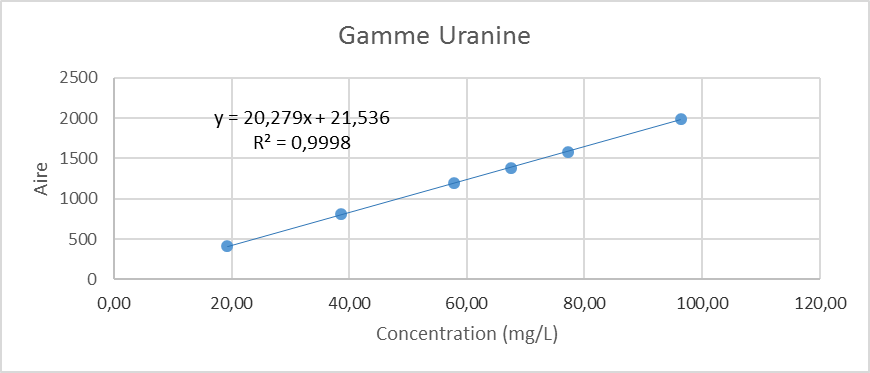 Gamme Uranine
2500
2000
1500
1000
500
0
Aire
y = 20,279x + 21,536
R² = 0,9998
0,00 20,00 40,00 60,00 80,00 100,00 120,00
Concentration (mg/L)